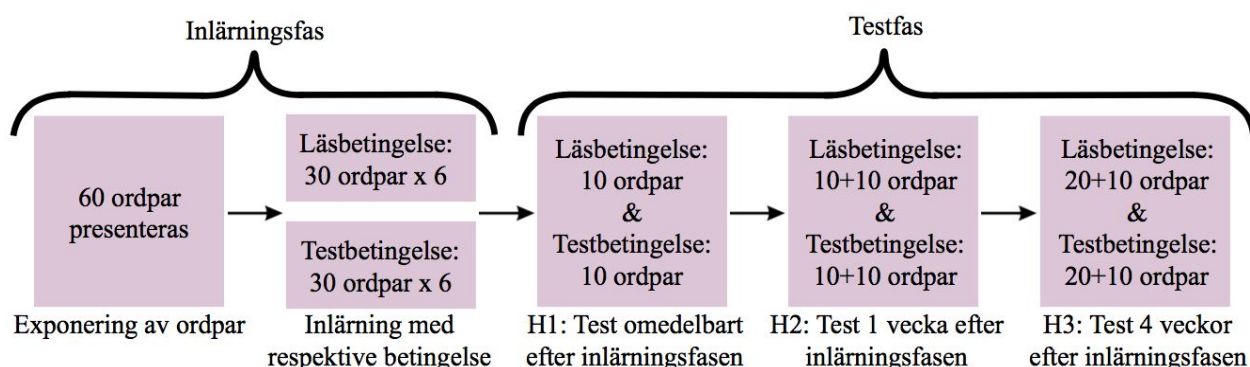 Inlärningsfas
Testfas
60 ordpar
presenteras
Exponering av ordpar
Läsbetingelse:
30 ordpar x 6
Testbetingelse:
30 ordpar x 6
Inlärning med
respektive betingelse
Läsbetingelse:
10 ordpar
&
Testbetingelse:
10 ordpar
H1: Test omedelbart
efter inlärningsfasen
Läsbetingelse:
10+10 ordpar
&
Testbetingelse:
10+10 ordpar
H2: Test 1 vecka efter
inlärningsfasen
Läsbetingelse:
20+10 ordpar
&
Testbetingelse:
20+10 ordpar
H3: Test 4 veckor
efter inlärningsfasen